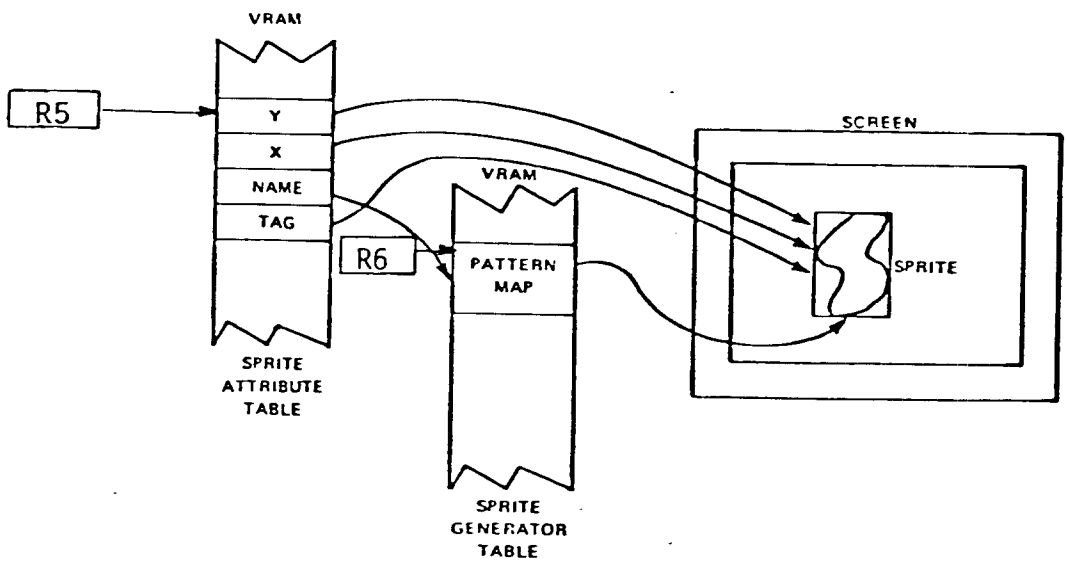 VRAM
R5
Y
X
NAME
TAG
SPRITE
ATTRIBUTE
TABLE
VRAM
R6
PATTERN
MAP
SPRITE
GENERATOR
TABLE
SCREEN
SPRITE